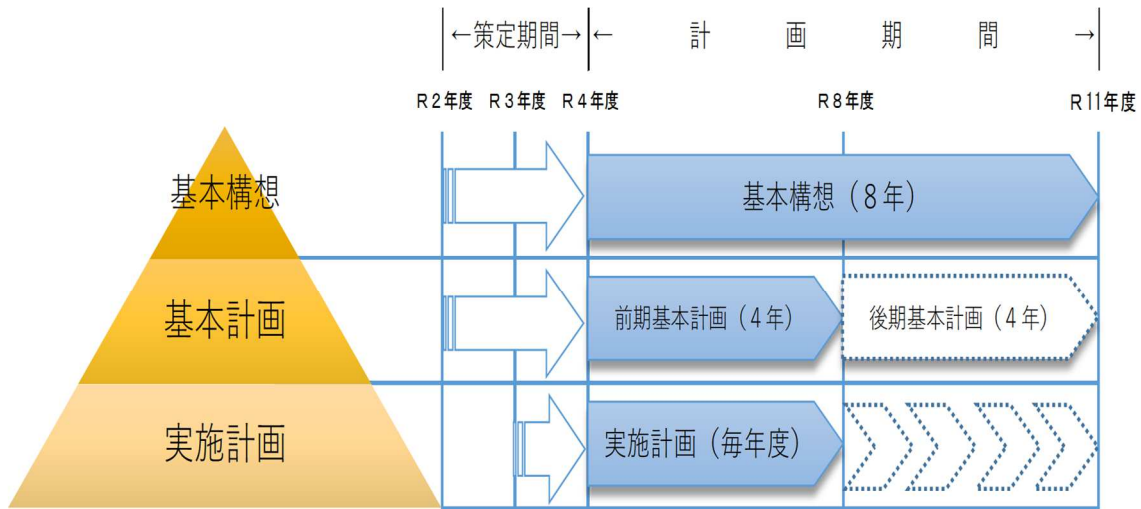 ←策定期間→
← 計 画 期 間 →
R2年度
R3年度
R4年度
R8年度
R11年度
基本構想
基本構想（8年）
基本計画
前期基本計画（4年）
後期基本計画（4年）
実施計画
実施計画（毎年度）